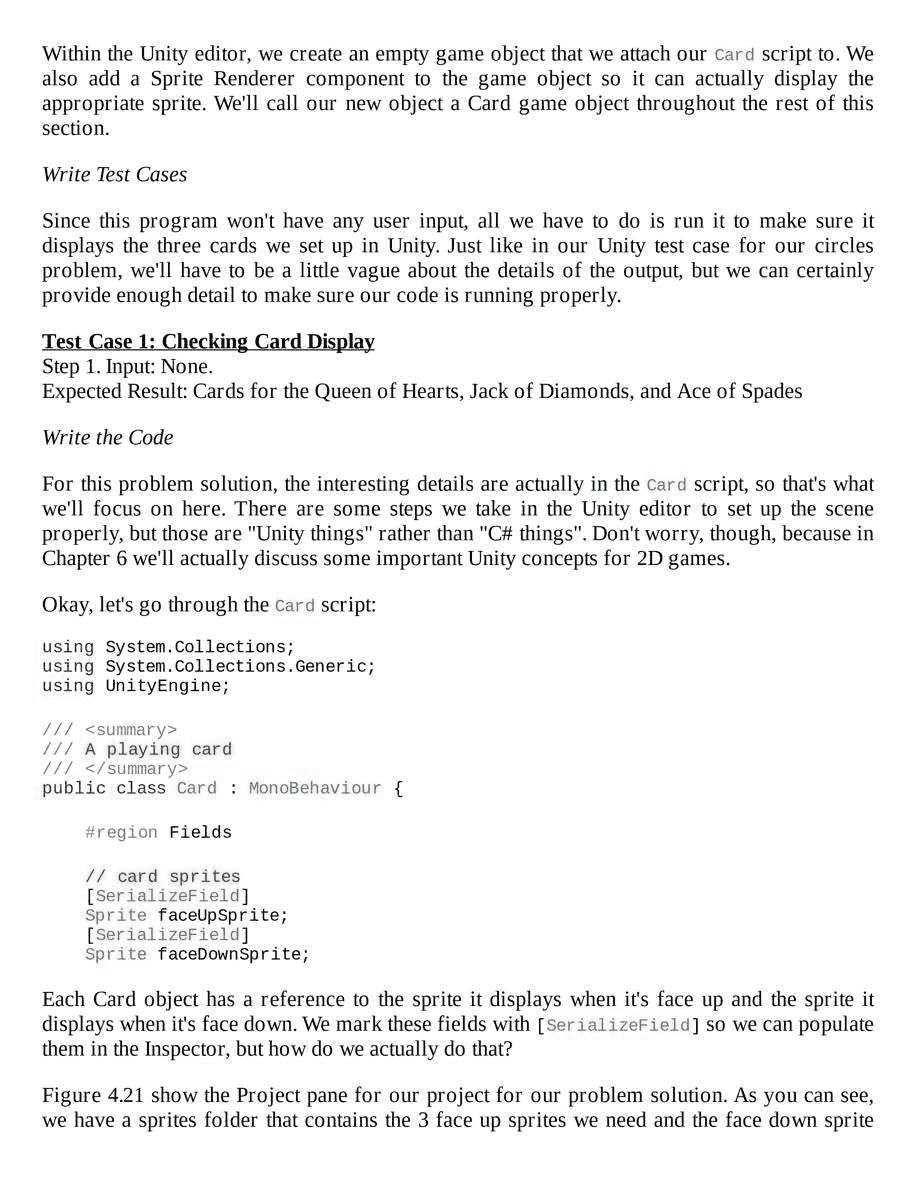 Within the Unity editor, we create an empty game object that we attach our Card script to. We
also add a Sprite Renderer component to the game object so it can actually display the
appropriate sprite. We'll call our new object a Card game object throughout the rest of this
section.
Write Test Cases
Since this program won't have any user input, all we have to do is run it to make sure it
displays the three cards we set up in Unity. Just like in our Unity test case for our circles
problem, we'll have to be a little vague about the details of the output, but we can certainly
provide enough detail to make sure our code is running properly.
Test Case 1: Checking Card Display
Step 1. Input: None.
Expected Result: Cards for the Queen of Hearts, Jack of Diamonds, and Ace of Spades
Write the Code
For this problem solution, the interesting details are actually in the Card script, so that's what
we'll focus on here. There are some steps we take in the Unity editor to set up the scene
properly, but those are "Unity things" rather than "C# things". Don't worry, though, because in
Chapter 6 we'll actually discuss some important Unity concepts for 2D games.
Okay, let's go through the Card script:
using System.Collections;
using System.Collections.Generic;
using UnityEngine;
/// <summary>
/// A playing card
/// </summary>
public class Card : MonoBehaviour {
#region Fields
// card sprites
[SerializeField]
Sprite faceUpSprite;
[SerializeField]
Sprite faceDownSprite;
Each Card object has a reference to the sprite it displays when it's face up and the sprite it
displays when it's face down. We mark these fields with [SerializeField] so we can populate
them in the Inspector, but how do we actually do that?
Figure 4.21 show the Project pane for our project for our problem solution. As you can see,
we have a sprites folder that contains the 3 face up sprites we need and the face down sprite